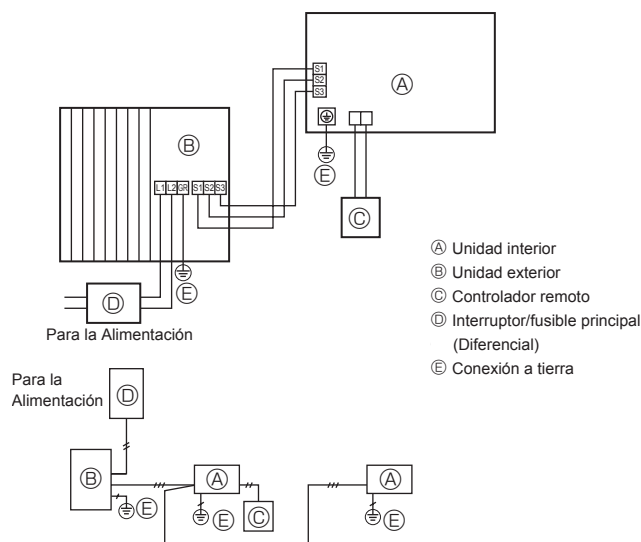 S1
S2
S3
Ⓐ
Ⓔ
Ⓒ
Ⓑ
L1 L2 GR S1 S2 S3
Ⓔ
Ⓓ
Para la Alimentación
Ⓐ Unidad interior
Ⓑ Unidad exterior
Ⓒ Controlador remoto
Ⓓ Interruptor/fusible principal
(Diferencial)
Ⓔ Conexión a tierra
Para la
Alimentación
Ⓓ
Ⓑ
Ⓔ
Ⓐ
Ⓔ
Ⓒ
Ⓐ
Ⓔ